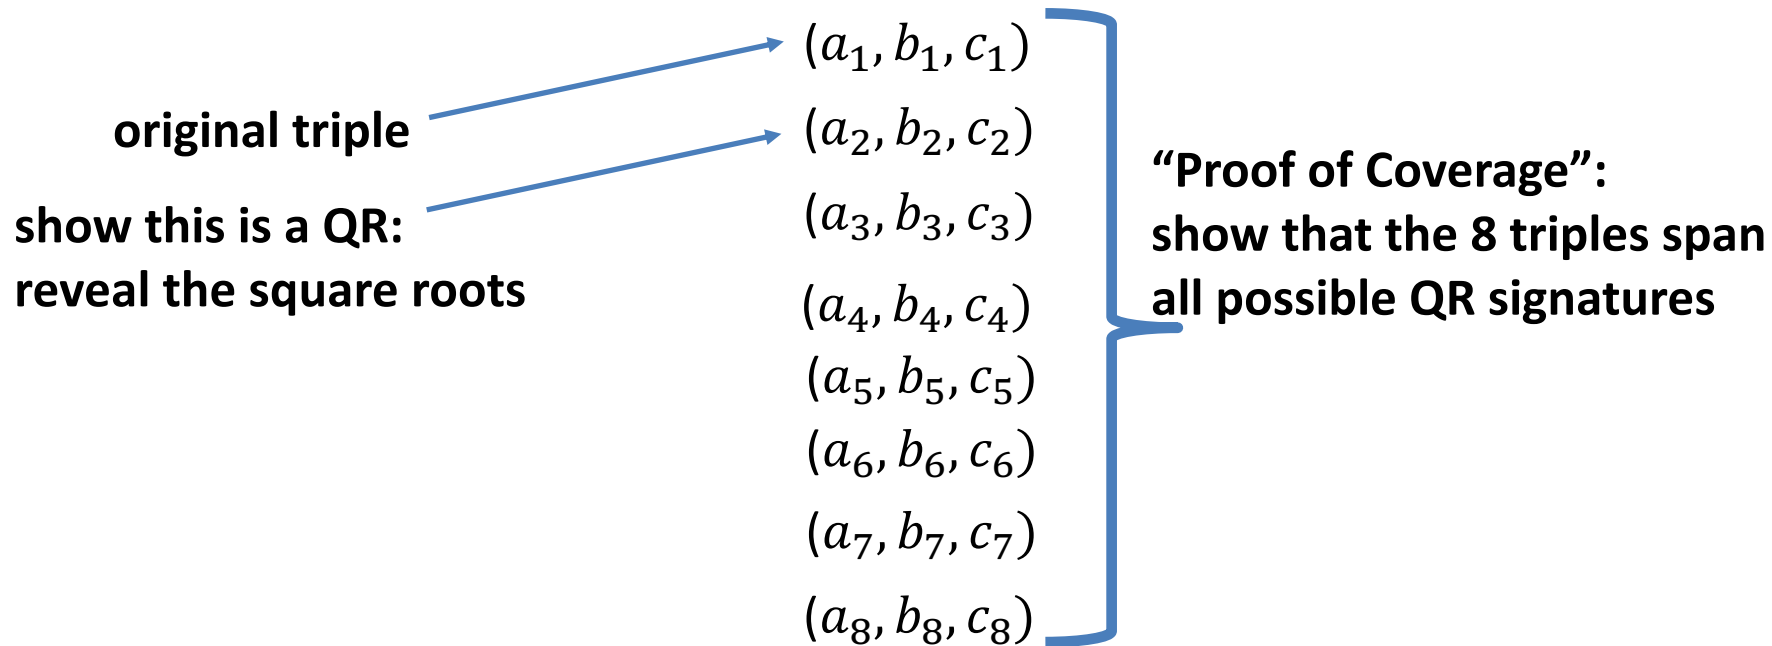 original triple
show this is a QR:
reveal the square roots
(a₁, b₁, c₁)
(a₂, b₂, c₂)
(a₃, b₃, c₃)
(a₄, b₄, c₄)
(a₅, b₅, c₅)
(a₆, b₆, c₆)
(a₇, b₇, c₇)
(a₈, b₈, c₈)
“Proof of Coverage”:
show that the 8 triples span
all possible QR signatures